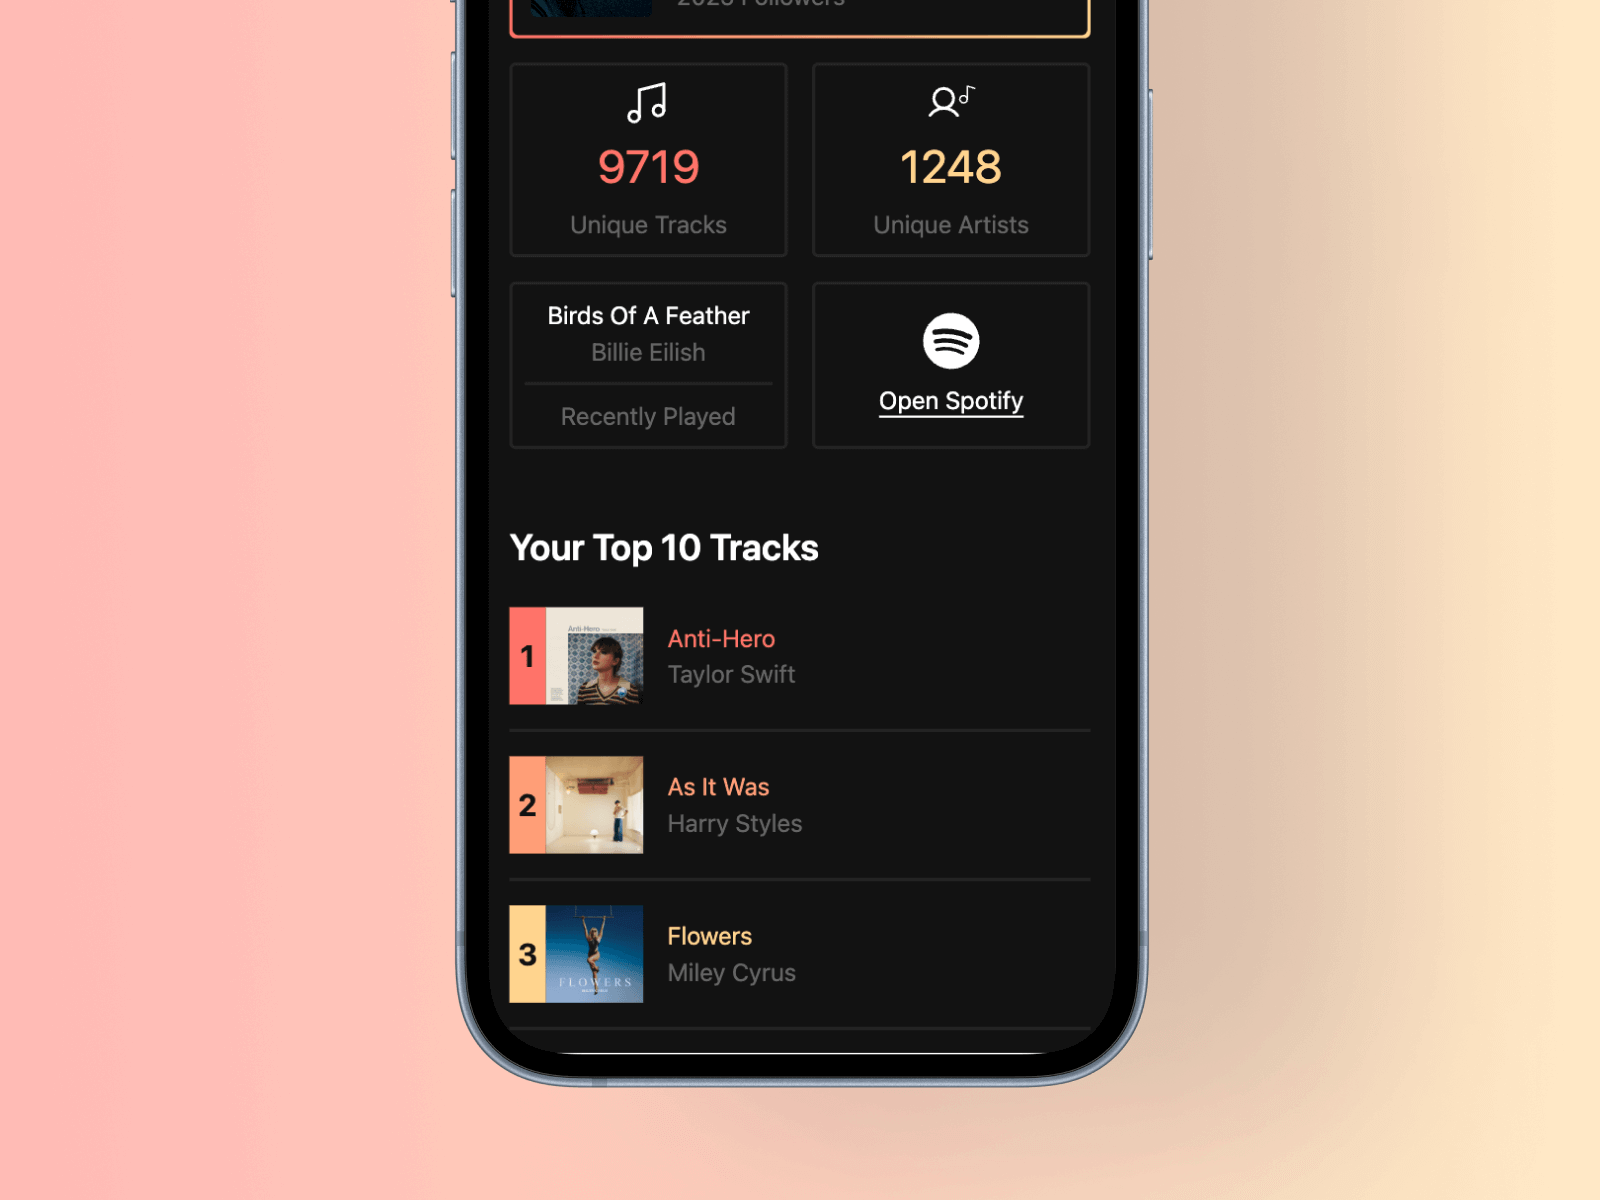 2023 Followers
9719
Unique Tracks
1248
Unique Artists
Birds Of A Feather
Billie Eilish
Recently Played
Open Spotify
Your Top 10 Tracks
1
Anti-Hero
Anti-Hero
Taylor Swift
2
As It Was
Harry Styles
3
FLOWERS
Flowers
Miley Cyrus